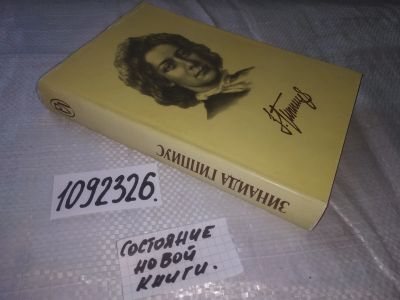 ЗИНАИДА ГИППИУС
1092326.
СОСТОЯНИЕ
НОВОЙ
КНИГИ.